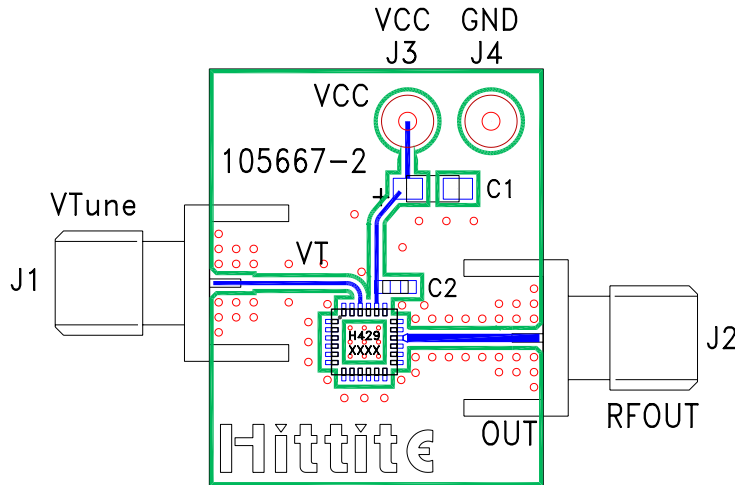 VCC GND
J3 J4
VCC
105667-2
+ C1
VTune
VT
J1
C2
H429
XXXX
J2
OUT
RFOUT
Hittite